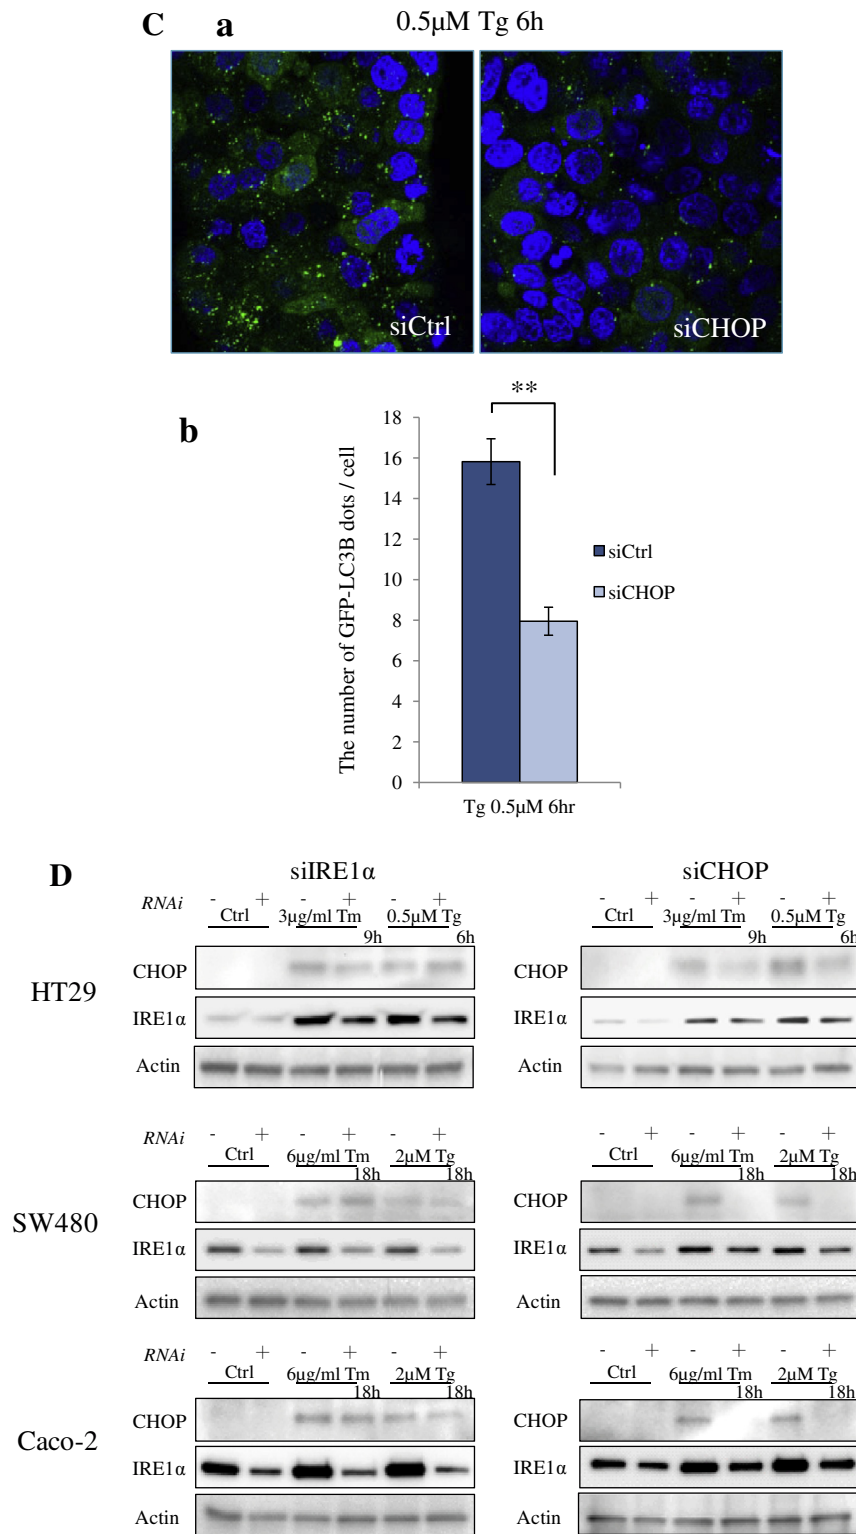 C a 0.5μM Tg 6h
siCtrl siCHOP
b
**
The number of GFP-LC3B dots / cell
18
16
14
12
10
8
6
4
2
0
siCtrl
siCHOP
Tg 0.5μM 6hr
D
siIRE1α siCHOP
RNAi - + - + - + - + - + - +
Ctrl 3μg/ml Tm 0.5μM Tg Ctrl 3μg/ml Tm 0.5μM Tg
9h 6h 9h 6h
HT29
CHOP CHOP
IRE1α IRE1α
Actin Actin
RNAi - + - + - + - + - + - +
Ctrl 6μg/ml Tm 2μM Tg Ctrl 6μg/ml Tm 2μM Tg
18h 18h 18h 18h
SW480
CHOP CHOP
IRE1α IRE1α
Actin Actin
RNAi - + - + - + - + - + - +
Ctrl 6μg/ml Tm 2μM Tg Ctrl 6μg/ml Tm 2μM Tg
18h 18h 18h 18h
Caco-2
CHOP CHOP
IRE1α IRE1α
Actin Actin